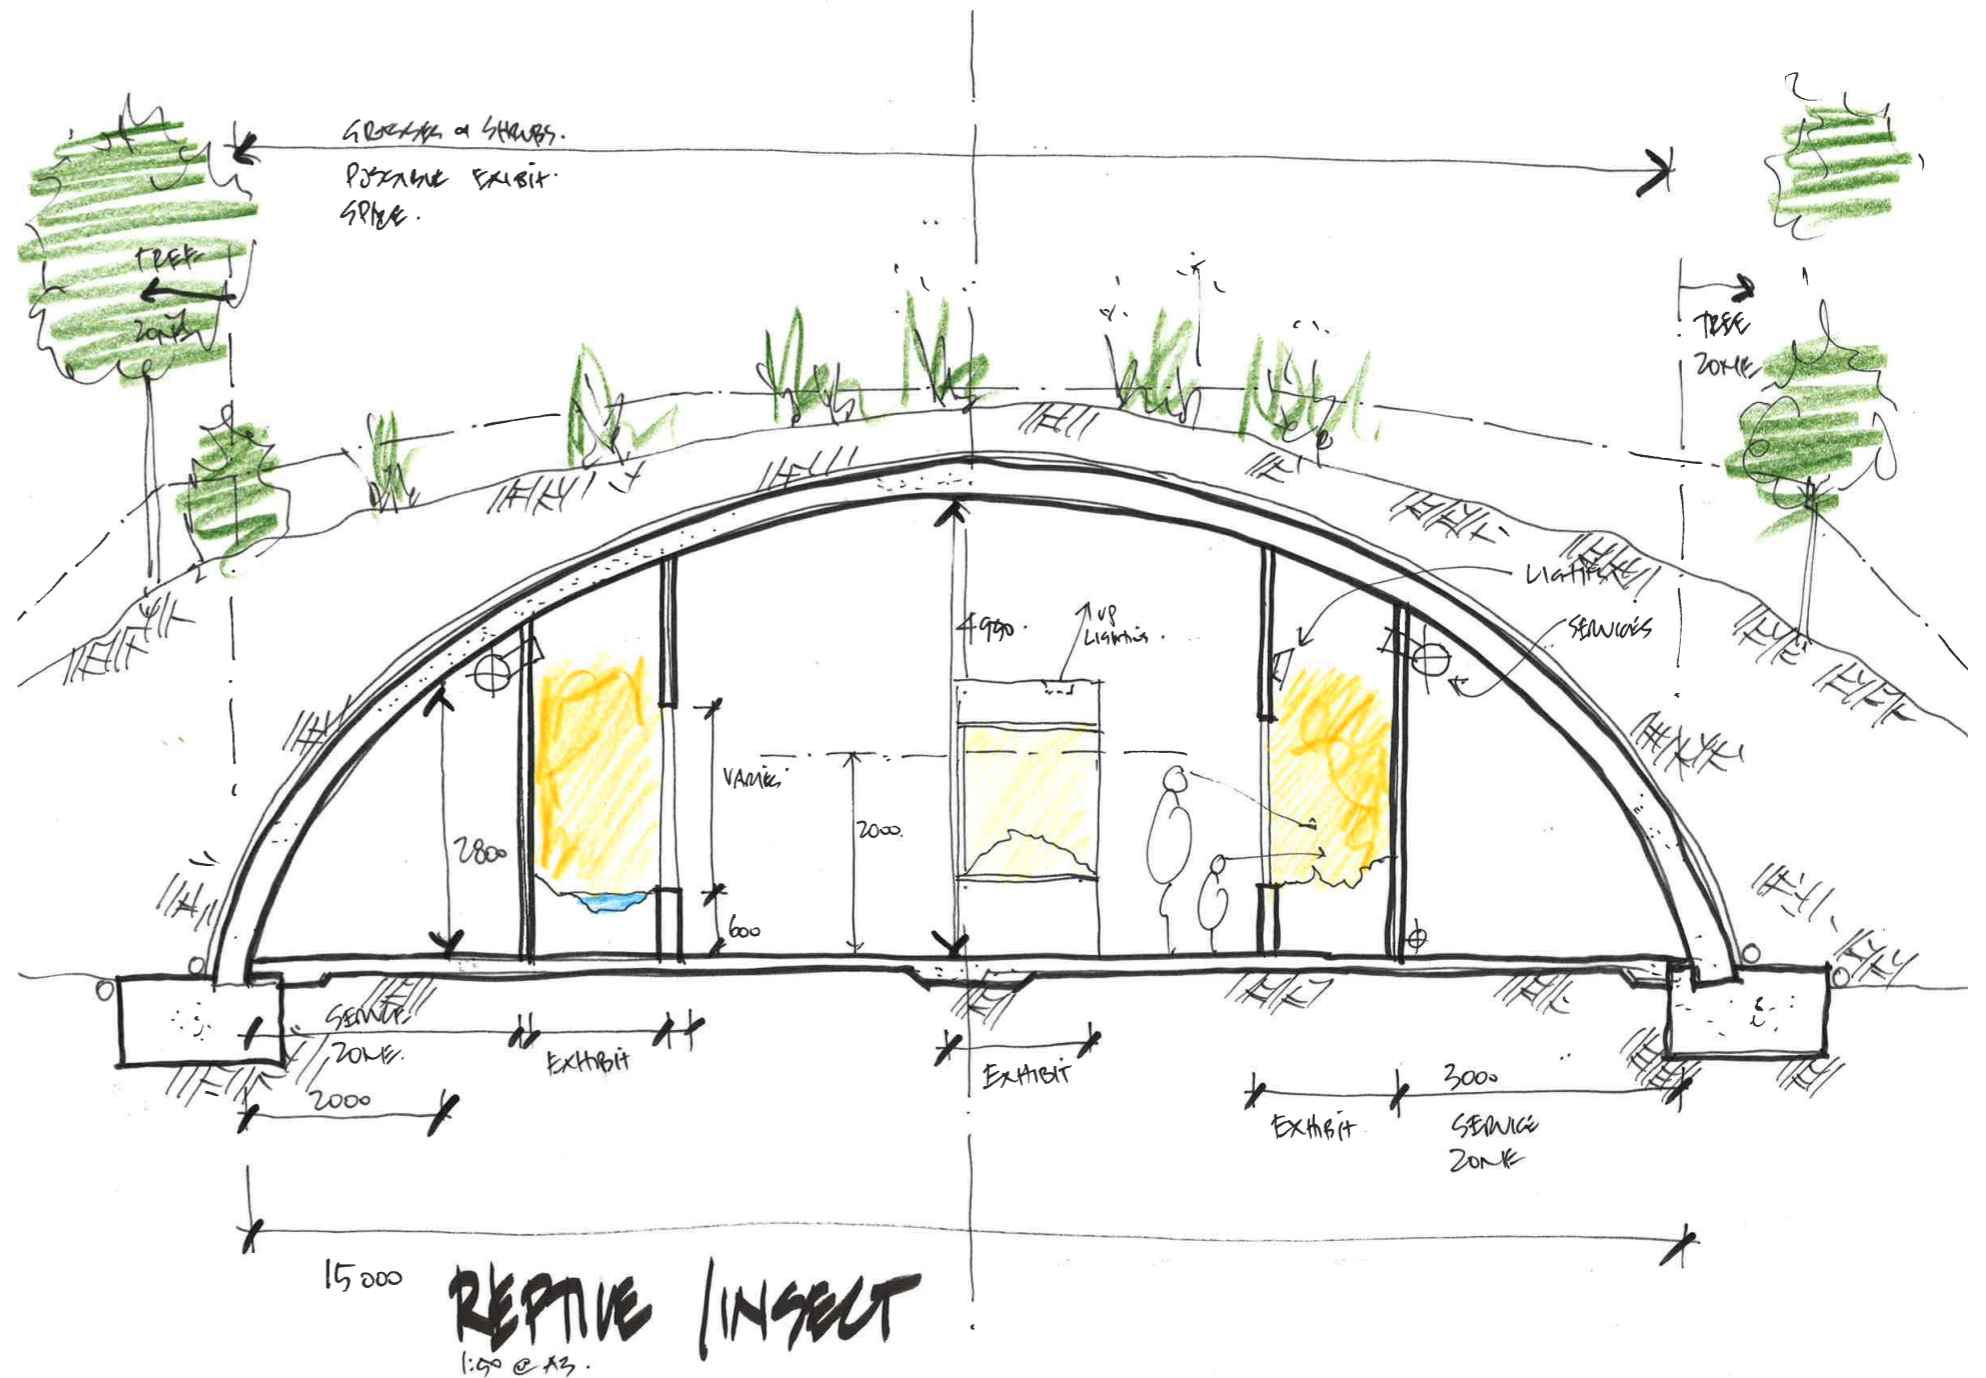 GRASSES & SHRUBS.
POSSIBLE EXIBIT.
SPACE.
TREE
ZONE
TREE
ZONE
LIGHTING
SERVICES
UP
LIGHTING.
4990.
VARIES
2000.
2800
600
SERVICE
ZONE.
EXHIBIT
EXHIBIT
2000
EXHIBIT
3000
SERVICE
ZONE
15000
REPTILE / INSECT
1:50 @ A3.